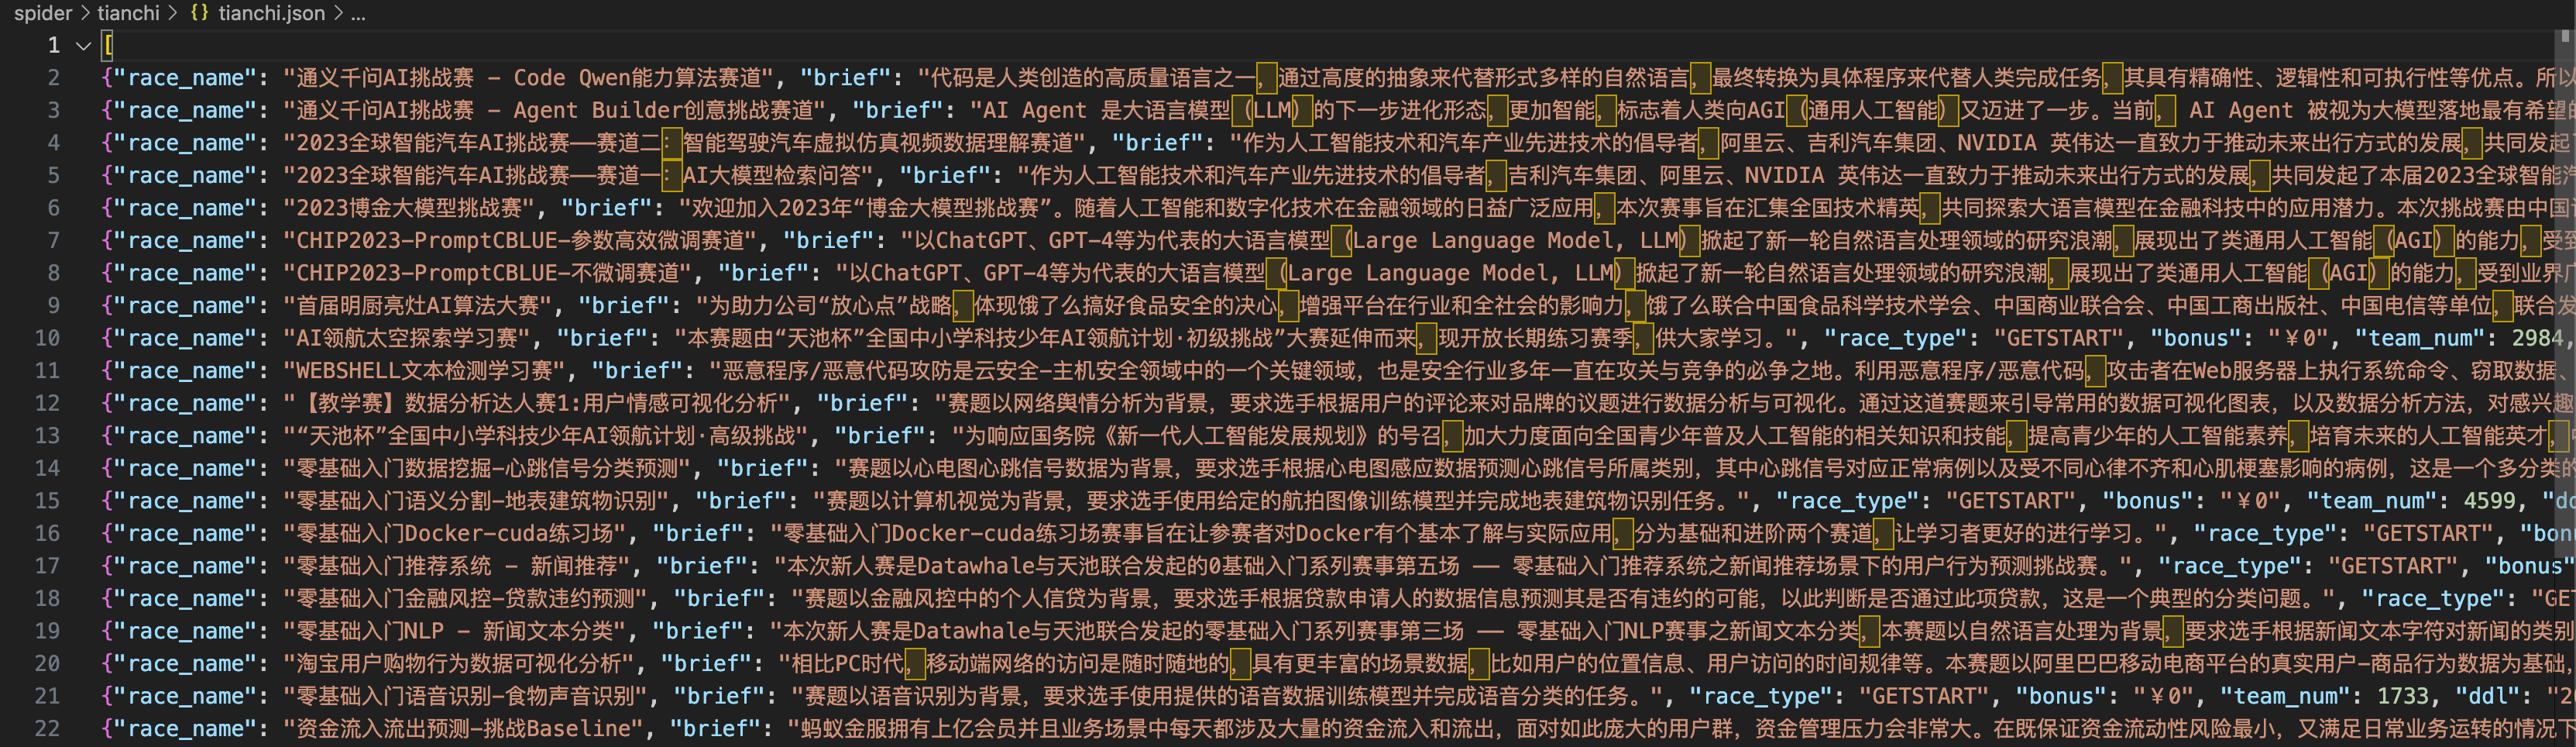 spider > tianchi > {} tianchi.json > ...
1 [
2 {"race_name": "通义千问AI挑战赛 - Code Qwen能力算法赛道", "brief": "代码是人类创造的高质量语言之一，通过高度的抽象来代替形式多样的自然语言，最终转换为具体程序来代替人类完成任务，其具有精确性、逻辑性和可执行性等优点。所以
3 {"race_name": "通义千问AI挑战赛 - Agent Builder创意挑战赛道", "brief": "AI Agent 是大语言模型（LLM）的下一步进化形态，更加智能，标志着人类向AGI（通用人工智能）又迈进了一步。当前， AI Agent 被视为大模型落地最有希望的
4 {"race_name": "2023全球智能汽车AI挑战赛——赛道二：智能驾驶汽车虚拟仿真视频数据理解赛道", "brief": "作为人工智能技术和汽车产业先进技术的倡导者，阿里云、吉利汽车集团、NVIDIA 英伟达一直致力于推动未来出行方式的发展，共同发起
5 {"race_name": "2023全球智能汽车AI挑战赛——赛道一：AI大模型检索问答", "brief": "作为人工智能技术和汽车产业先进技术的倡导者，吉利汽车集团、阿里云、NVIDIA 英伟达一直致力于推动未来出行方式的发展，共同发起了本届2023全球智能汽
6 {"race_name": "2023博金大模型挑战赛", "brief": "欢迎加入2023年“博金大模型挑战赛”。随着人工智能和数字化技术在金融领域的日益广泛应用，本次赛事旨在汇集全国技术精英，共同探索大语言模型在金融科技中的应用潜力。本次挑战赛由中国
7 {"race_name": "CHIP2023-PromptCBLUE-参数高效微调赛道", "brief": "以ChatGPT、GPT-4等为代表的大语言模型（Large Language Model, LLM）掀起了新一轮自然语言处理领域的研究浪潮，展现出了类通用人工智能（AGI）的能力，受到
8 {"race_name": "CHIP2023-PromptCBLUE-不微调赛道", "brief": "以ChatGPT、GPT-4等为代表的大语言模型（Large Language Model, LLM）掀起了新一轮自然语言处理领域的研究浪潮，展现出了类通用人工智能（AGI）的能力，受到业界广
9 {"race_name": "首届明厨亮灶AI算法大赛", "brief": "为助力公司“放心点”战略，体现饿了么搞好食品安全的决心，增强平台在行业和全社会的影响力，饿了么联合中国食品科学技术学会、中国商业联合会、中国工商出版社、中国电信等单位，联合发
10 {"race_name": "AI领航太空探索学习赛", "brief": "本赛题由“天池杯”全国中小学科技少年AI领航计划·初级挑战”大赛延伸而来，现开放长期练习赛季，供大家学习。", "race_type": "GETSTART", "bonus": "￥0", "team_num": 2984,
11 {"race_name": "WEBSHELL文本检测学习赛", "brief": "恶意程序/恶意代码攻防是云安全-主机安全领域中的一个关键领域, 也是安全行业多年一直在攻关与竞争的必争之地。利用恶意程序/恶意代码，攻击者在Web服务器上执行系统命令、窃取数据、
12 {"race_name": "【教学赛】数据分析达人赛1:用户情感可视化分析", "brief": "赛题以网络舆情分析为背景, 要求选手根据用户的评论来对品牌的议题进行数据分析与可视化。通过这道赛题来引导常用的数据可视化图表, 以及数据分析方法, 对感兴趣
13 {"race_name": "“天池杯”全国中小学科技少年AI领航计划·高级挑战", "brief": "为响应国务院《新一代人工智能发展规划》的号召，加大力度面向全国青少年普及人工智能的相关知识和技能，提高青少年的人工智能素养，培育未来的人工智能英才，
14 {"race_name": "零基础入门数据挖掘-心跳信号分类预测", "brief": "赛题以心电图心跳信号数据为背景, 要求选手根据心电图感应数据预测心跳信号所属类别, 其中心跳信号对应正常病例以及受不同心律不齐和心肌梗塞影响的病例, 这是一个多分类的
15 {"race_name": "零基础入门语义分割-地表建筑物识别", "brief": "赛题以计算机视觉为背景, 要求选手使用给定的航拍图像训练模型并完成地表建筑物识别任务。", "race_type": "GETSTART", "bonus": "￥0", "team_num": 4599, "dd
16 {"race_name": "零基础入门Docker-cuda练习场", "brief": "零基础入门Docker-cuda练习场赛事旨在让参赛者对Docker有个基本了解与实际应用，分为基础和进阶两个赛道，让学习者更好的进行学习。", "race_type": "GETSTART", "bon
17 {"race_name": "零基础入门推荐系统 - 新闻推荐", "brief": "本次新人赛是Datawhale与天池联合发起的0基础入门系列赛事第五场 —— 零基础入门推荐系统之新闻推荐场景下的用户行为预测挑战赛。", "race_type": "GETSTART", "bonus"
18 {"race_name": "零基础入门金融风控-贷款违约预测", "brief": "赛题以金融风控中的个人信贷为背景, 要求选手根据贷款申请人的数据信息预测其是否有违约的可能, 以此判断是否通过此项贷款, 这是一个典型的分类问题。", "race_type": "GET
19 {"race_name": "零基础入门NLP - 新闻文本分类", "brief": "本次新人赛是Datawhale与天池联合发起的零基础入门系列赛事第三场 —— 零基础入门NLP赛事之新闻文本分类，本赛题以自然语言处理为背景，要求选手根据新闻文本字符对新闻的类别
20 {"race_name": "淘宝用户购物行为数据可视化分析", "brief": "相比PC时代，移动端网络的访问是随时随地的，具有更丰富的场景数据，比如用户的位置信息、用户访问的时间规律等。本赛题以阿里巴巴移动电商平台的真实用户-商品行为数据为基础,
21 {"race_name": "零基础入门语音识别-食物声音识别", "brief": "赛题以语音识别为背景, 要求选手使用提供的语音数据训练模型并完成语音分类的任务。", "race_type": "GETSTART", "bonus": "￥0", "team_num": 1733, "ddl": "2
22 {"race_name": "资金流入流出预测-挑战Baseline", "brief": "蚂蚁金服拥有上亿会员并且业务场景中每天都涉及大量的资金流入和流出, 面对如此庞大的用户群, 资金管理压力会非常大。在既保证资金流动性风险最小, 又满足日常业务运转的情况下